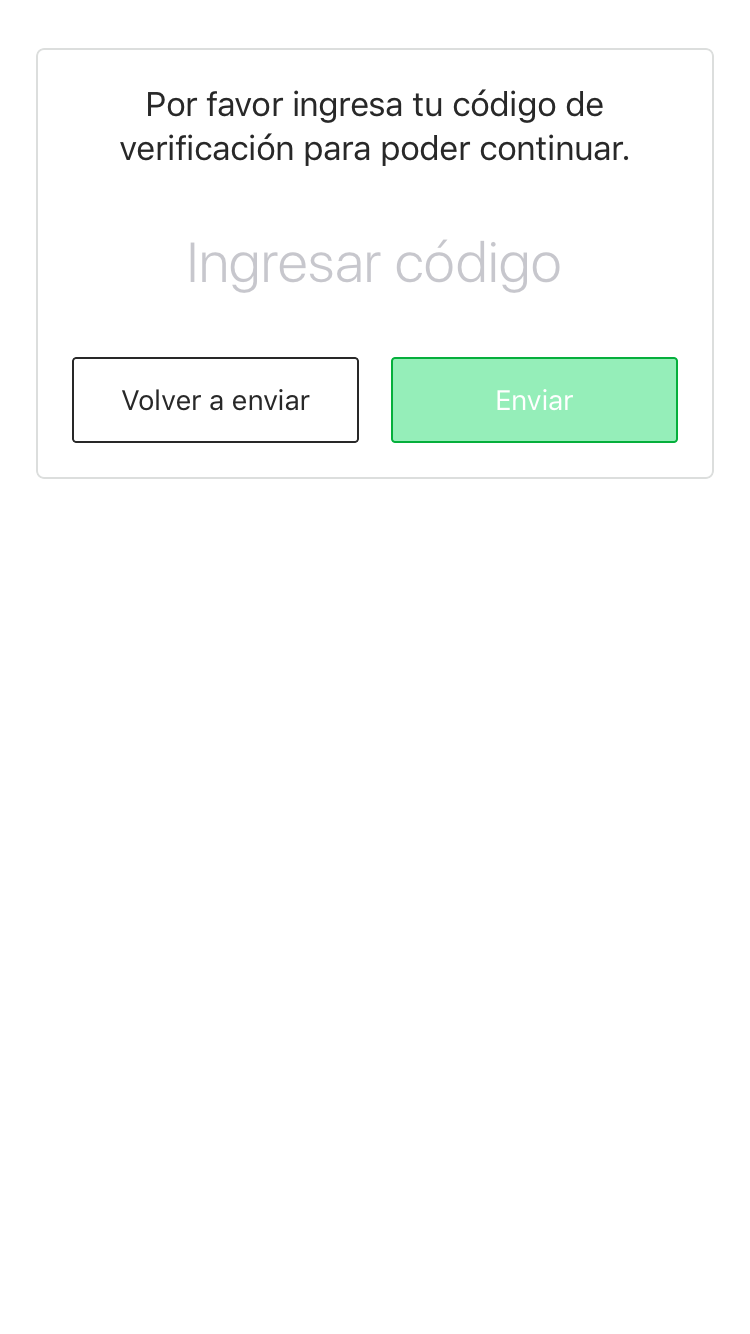 Por favor ingresa tu código de
verificación para poder continuar.
Ingresar código
Volver a enviar
Enviar